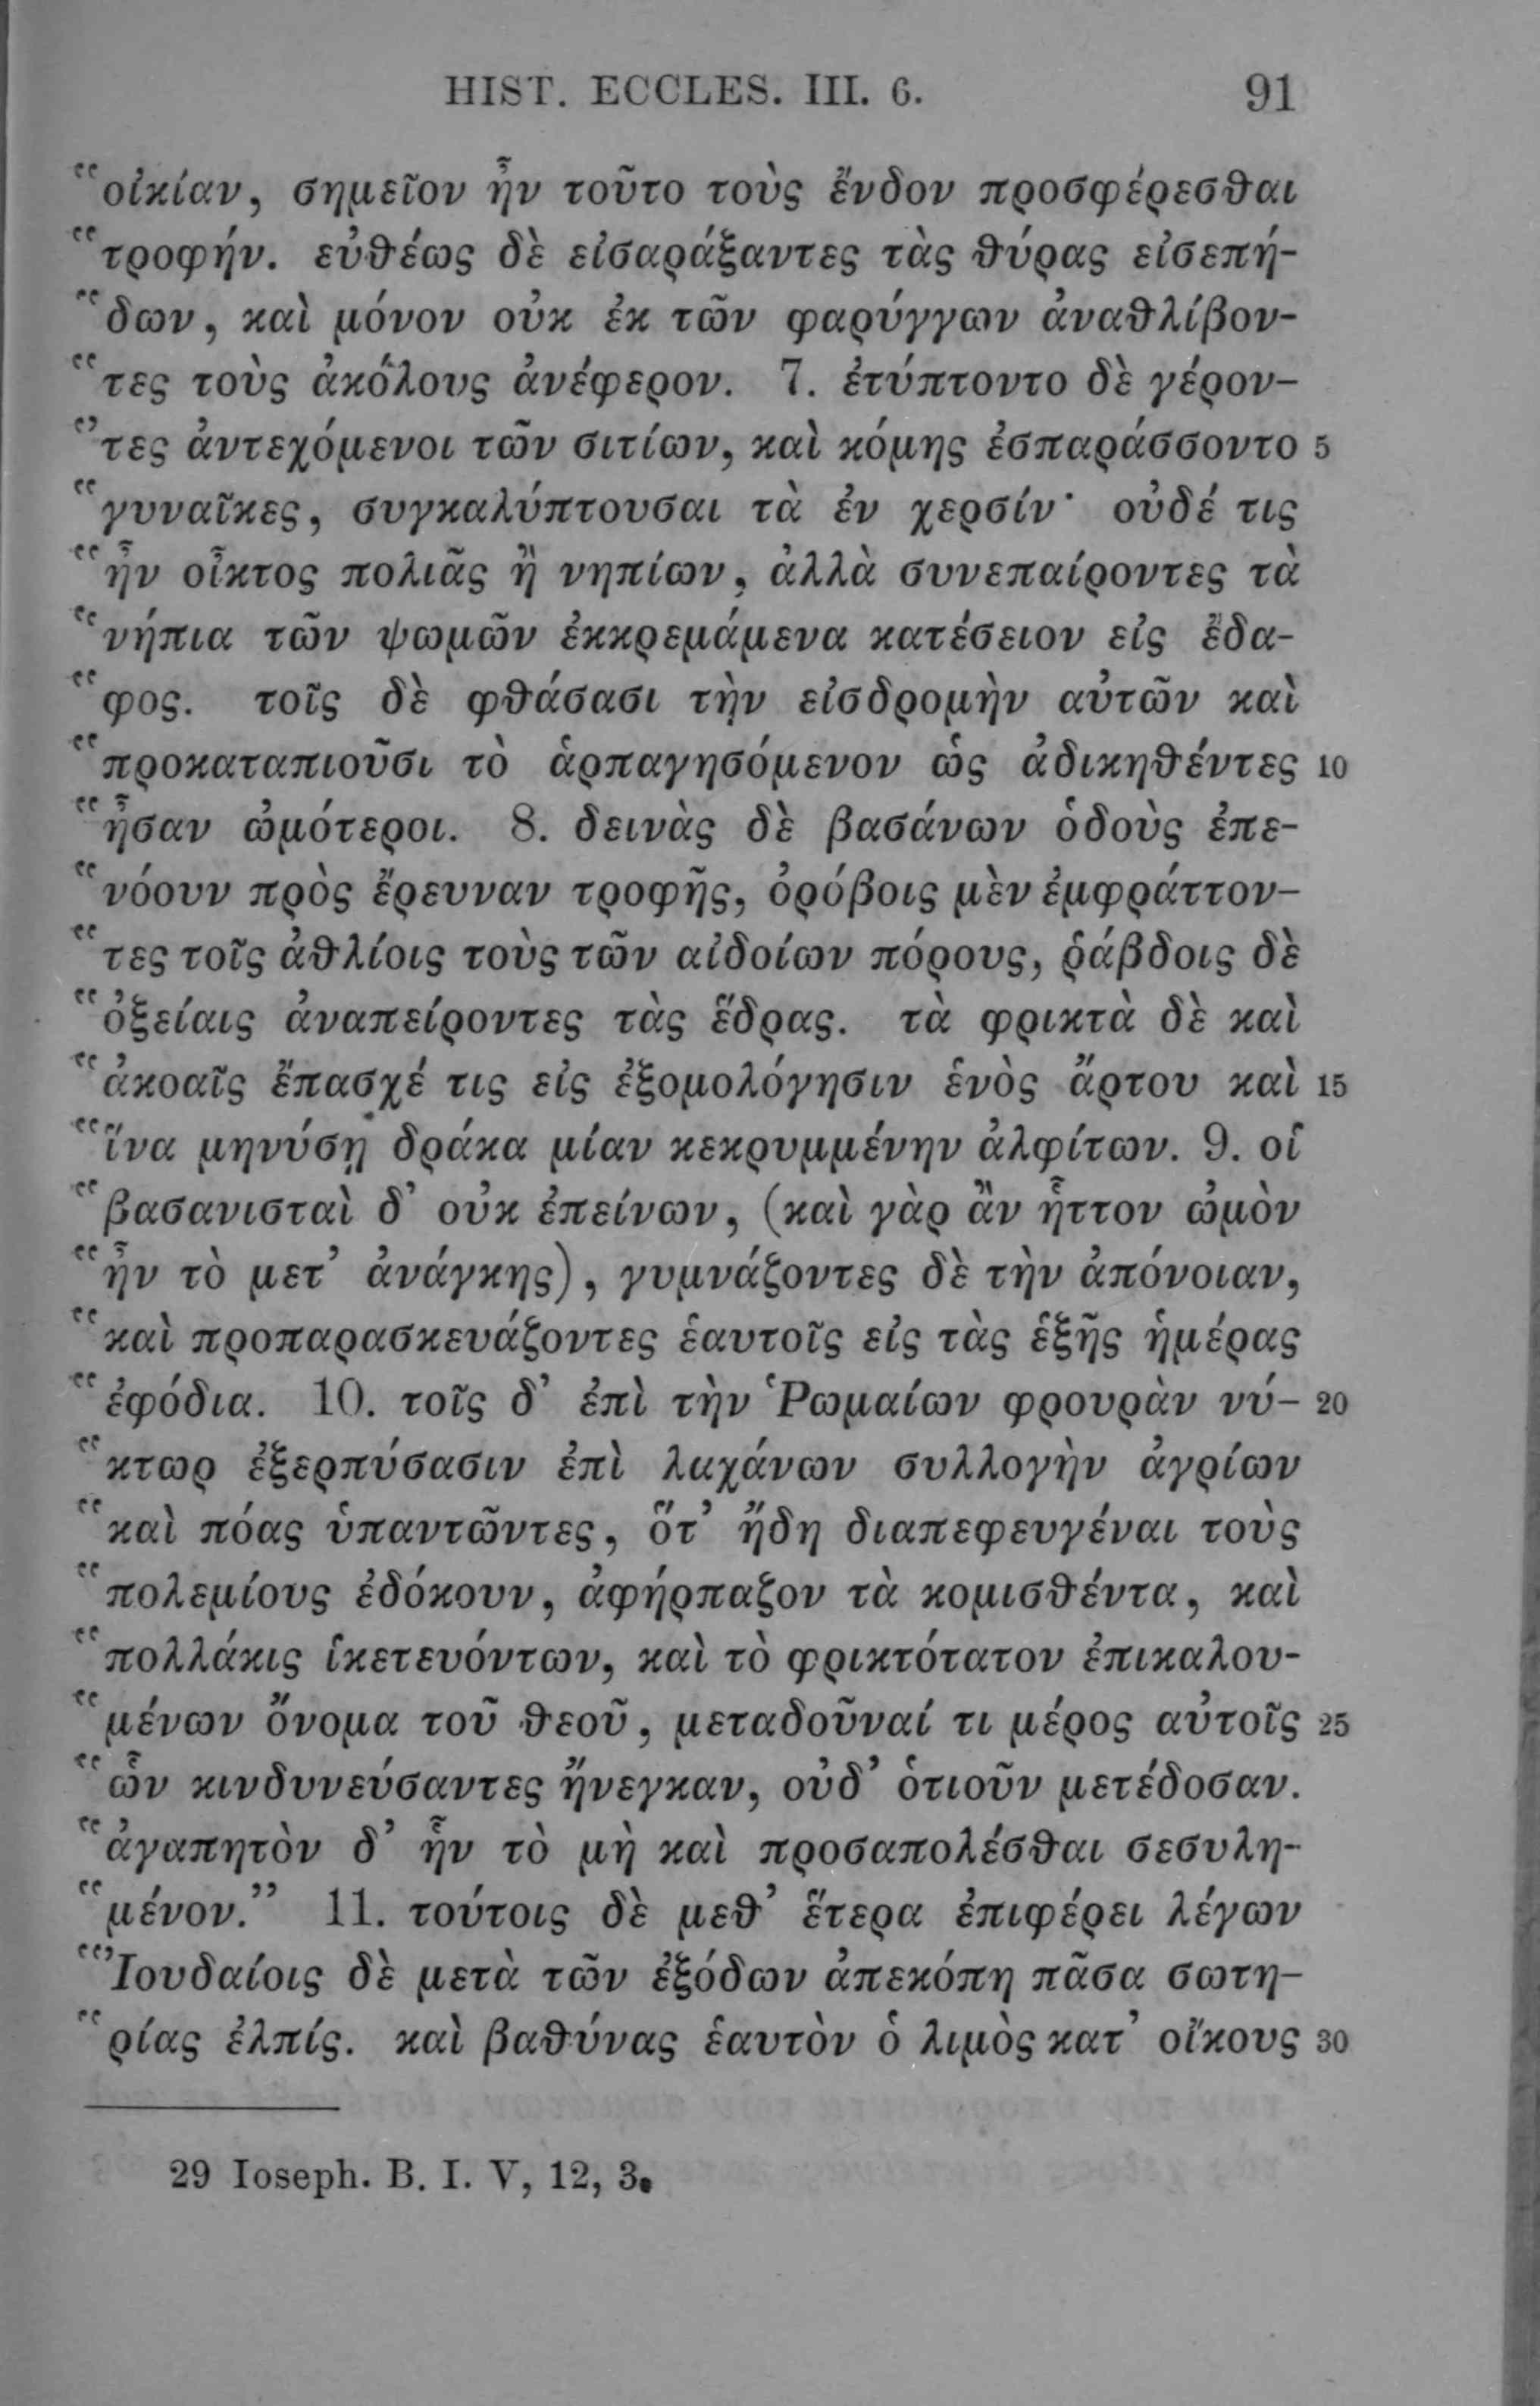 HIST. ECCLES. III. 6. 91
“οἰκίαν, σημεῖον ἦν τοῦτο τοὺς ἔνδον προσφέρεσθαι
“τροφήν. εὐθέως δὲ εἰσαράξαντες τὰς θύρας εἰσεπή-
“δων, καὶ μόνον οὐκ ἐκ τῶν φαρύγγων ἀναθλίβον-
“τες τοὺς ἀκόλους ἀνέφερον. 7. ἐτύπτοντο δὲ γέρον-
“τες ἀντεχόμενοι τῶν σιτίων, καὶ κόμης ἐσπαράσσοντο 5
“γυναῖκες, συγκαλύπτουσαι τὰ ἐν χερσίν· οὐδέ τις
“ἦν οἶκτος πολιᾶς ἢ νηπίων, ἀλλὰ συνεπαίροντες τὰ
“νήπια τῶν ψωμῶν ἐκκρεμάμενα κατέσειον εἰς ἔδα-
“φος. τοῖς δὲ φθάσασι τὴν εἰσδρομὴν αὐτῶν καὶ
“προκαταπιοῦσι τὸ ἁρπαγησόμενον ὡς ἀδικηθέντες 10
“ἦσαν ὠμότεροι. 8. δεινὰς δὲ βασάνων ὁδοὺς ἐπε-
“νόουν πρὸς ἔρευναν τροφῆς, ὀρόβοις μὲν ἐμφράττον-
“τες τοῖς ἀθλίοις τοὺς τῶν αἰδοίων πόρους, ῥάβδοις δὲ
“ὀξείαις ἀναπείροντες τὰς ἕδρας. τὰ φρικτὰ δὲ καὶ
“ἀκοαῖς ἔπασχέ τις εἰς ἐξομολόγησιν ἑνὸς ἄρτου καὶ 15
“ἵνα μηνύσῃ δράκα μίαν κεκρυμμένην ἀλφίτων. 9. οἱ
“βασανισταὶ δ’ οὐκ ἐπείνων, (καὶ γὰρ ἂν ἧττον ὠμὸν
“ἦν τὸ μετ’ ἀνάγκης), γυμνάζοντες δὲ τὴν ἀπόνοιαν,
“καὶ προπαρασκευάζοντες ἑαυτοῖς εἰς τὰς ἑξῆς ἡμέρας
“ἐφόδια. 10. τοῖς δ’ ἐπὶ τὴν Ῥωμαίων φρουρὰν νύ- 20
“κτωρ ἐξερπύσασιν ἐπὶ λαχάνων συλλογὴν ἀγρίων
“καὶ πόας ὑπαντῶντες, ὅτ’ ἤδη διαπεφευγέναι τοὺς
“πολεμίους ἐδόκουν, ἀφήρπαζον τὰ κομισθέντα, καὶ
“πολλάκις ἱκετευόντων, καὶ τὸ φρικτότατον ἐπικαλου-
“μένων ὄνομα τοῦ θεοῦ, μεταδοῦναί τι μέρος αὐτοῖς 25
“ὧν κινδυνεύσαντες ἤνεγκαν, οὐδ’ ὁτιοῦν μετέδοσαν.
“ἀγαπητὸν δ’ ἦν τὸ μὴ καὶ προσαπολέσθαι σεσυλη-
“μένον.” 11. τούτοις δὲ μεθ’ ἕτερα ἐπιφέρει λέγων
“Ἰουδαίοις δὲ μετὰ τῶν ἐξόδων ἀπεκόπη πᾶσα σωτη-
“ρίας ἐλπίς. καὶ βαθύνας ἑαυτὸν ὁ λιμὸς κατ’ οἴκους 30
29 Ioseph. B. I. V, 12, 3.